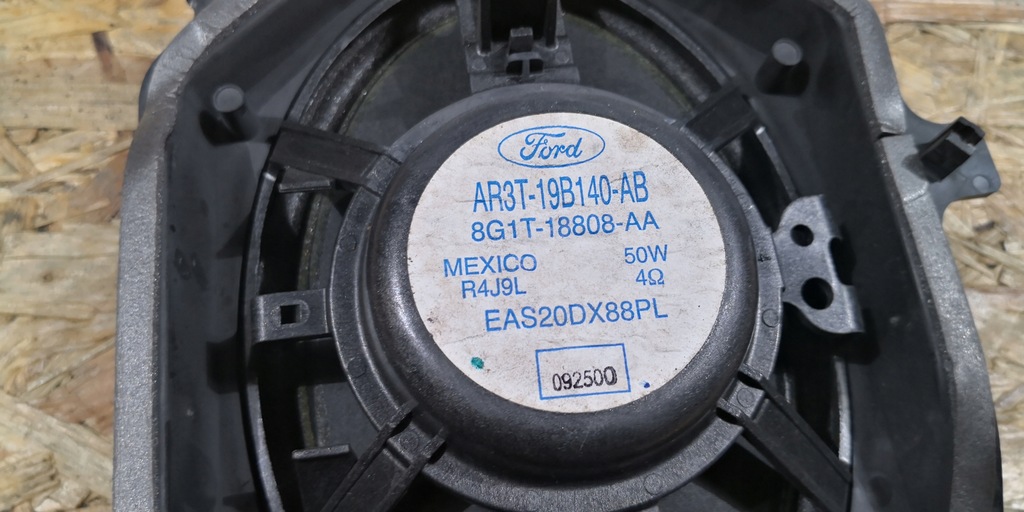 Ford
AR3T-19B140-AB
8G1T-18808-AA
MEXICO 50W
R4J9L 4Ω
EAS20DX88PL
092500